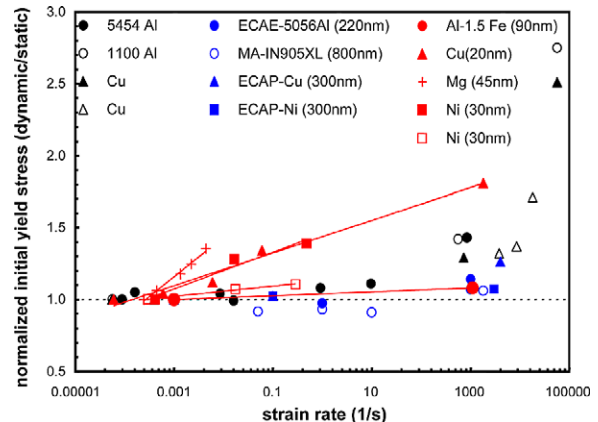 normalized initial yield stress (dynamic/static)
3.0
2.5
2.0
1.5
1.0
0.5
5454 Al
1100 Al
Cu
Cu
ECAE-5056Al (220nm)
MA-IN905XL (800nm)
ECAP-Cu (300nm)
ECAP-Ni (300nm)
Al-1.5 Fe (90nm)
Cu(20nm)
Mg (45nm)
Ni (30nm)
Ni (30nm)
0.00001 0.001 0.1 10 1000 100000
strain rate (1/s)